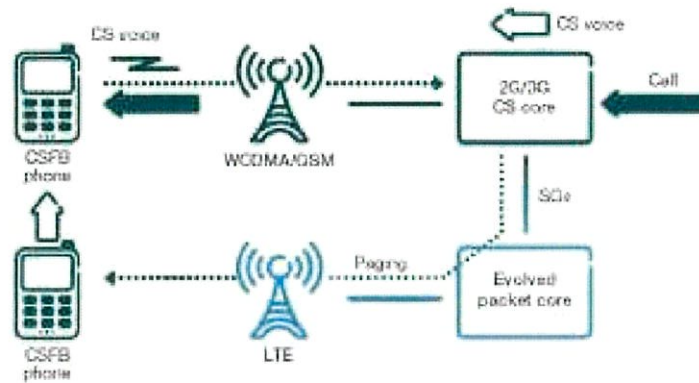 CS voice
CS voice
2G/3G
CS core
Call
CSFB
phone
WCDMA/GSM
SGs
Paging
Evolved
packet core
CSFB
phone
LTE